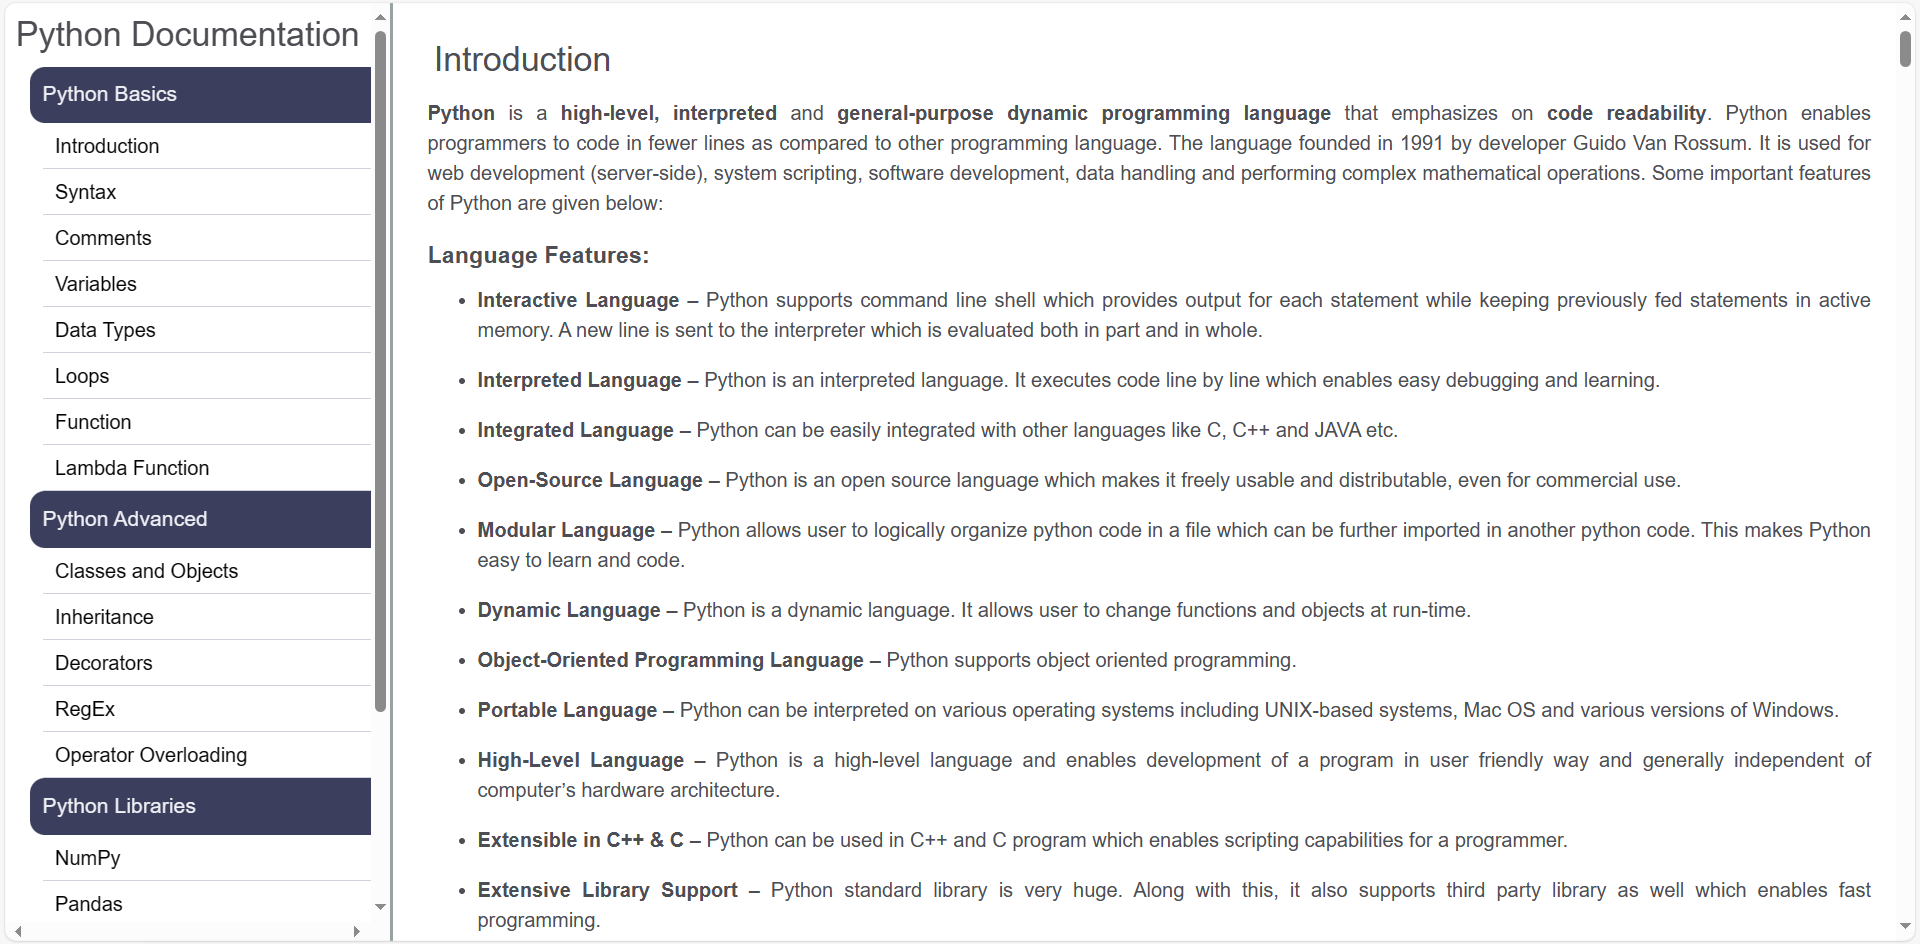 Python Documentation
Python Basics
Introduction
Syntax
Comments
Variables
Data Types
Loops
Function
Lambda Function
Python Advanced
Classes and Objects
Inheritance
Decorators
RegEx
Operator Overloading
Python Libraries
NumPy
Pandas
Introduction
Python is a high-level, interpreted and general-purpose dynamic programming language that emphasizes on code readability. Python enables
programmers to code in fewer lines as compared to other programming language. The language founded in 1991 by developer Guido Van Rossum. It is used for
web development (server-side), system scripting, software development, data handling and performing complex mathematical operations. Some important features
of Python are given below:
Language Features:
• Interactive Language – Python supports command line shell which provides output for each statement while keeping previously fed statements in active
memory. A new line is sent to the interpreter which is evaluated both in part and in whole.
• Interpreted Language – Python is an interpreted language. It executes code line by line which enables easy debugging and learning.
• Integrated Language – Python can be easily integrated with other languages like C, C++ and JAVA etc.
• Open-Source Language – Python is an open source language which makes it freely usable and distributable, even for commercial use.
• Modular Language – Python allows user to logically organize python code in a file which can be further imported in another python code. This makes Python
easy to learn and code.
• Dynamic Language – Python is a dynamic language. It allows user to change functions and objects at run-time.
• Object-Oriented Programming Language – Python supports object oriented programming.
• Portable Language – Python can be interpreted on various operating systems including UNIX-based systems, Mac OS and various versions of Windows.
• High-Level Language – Python is a high-level language and enables development of a program in user friendly way and generally independent of
computer’s hardware architecture.
• Extensible in C++ & C – Python can be used in C++ and C program which enables scripting capabilities for a programmer.
• Extensive Library Support – Python standard library is very huge. Along with this, it also supports third party library as well which enables fast
programming.